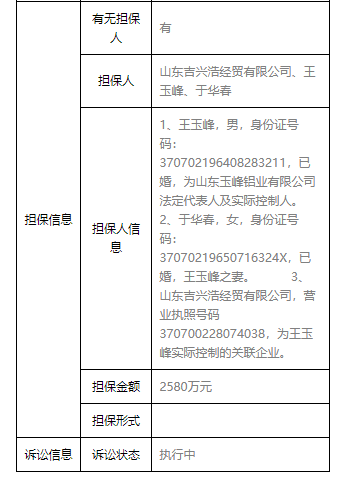 有无担保
人
有
担保人
山东吉兴浩经贸有限公司、王
玉峰、于华春
担保信息
担保人信
息
1、王玉峰，男，身份证号
码：
370702196408283211，已
婚，为山东玉峰铝业有限公司
法定代表人及实际控制人。
2、于华春，女，身份证号
码：
37070219650716324X，已
婚，王玉峰之妻。 3、
山东吉兴浩经贸有限公司，营
业执照号码
370700228074038，为王玉
峰实际控制的关联企业。
担保金额
2580万元
担保形式
诉讼信息
诉讼状态
执行中